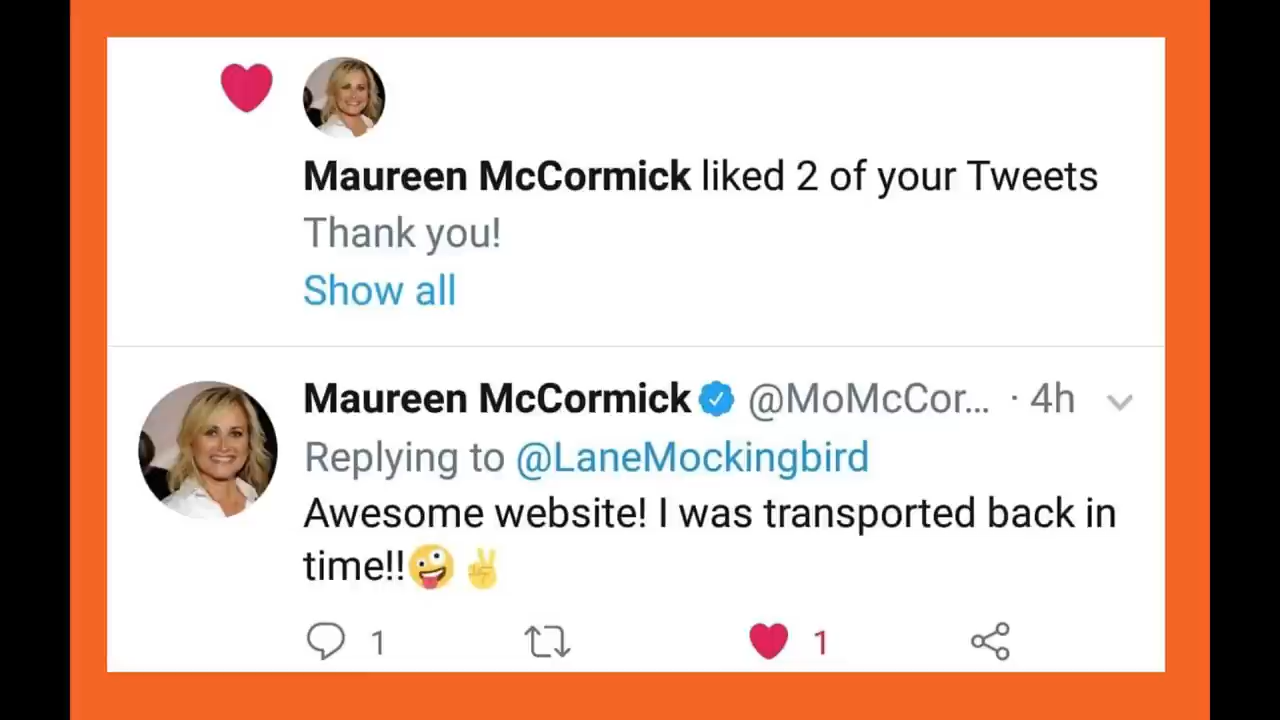 Maureen McCormick liked 2 of your Tweets
Thank you!
Show all
Maureen McCormick @MoMcCor... · 4h
Replying to @LaneMockingbird
Awesome website! I was transported back in
time!!🤪✌
1 1